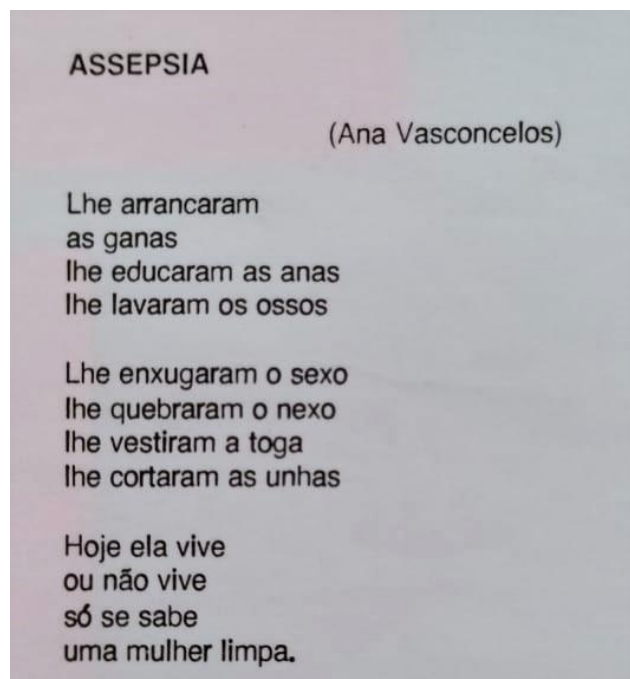 ASSEPSIA
(Ana Vasconcelos)
Lhe arrancaram
as ganas
lhe educaram as anas
lhe lavaram os ossos
Lhe enxugaram o sexo
lhe quebraram o nexo
lhe vestiram a toga
lhe cortaram as unhas
Hoje ela vive
ou não vive
só se sabe
uma mulher limpa.